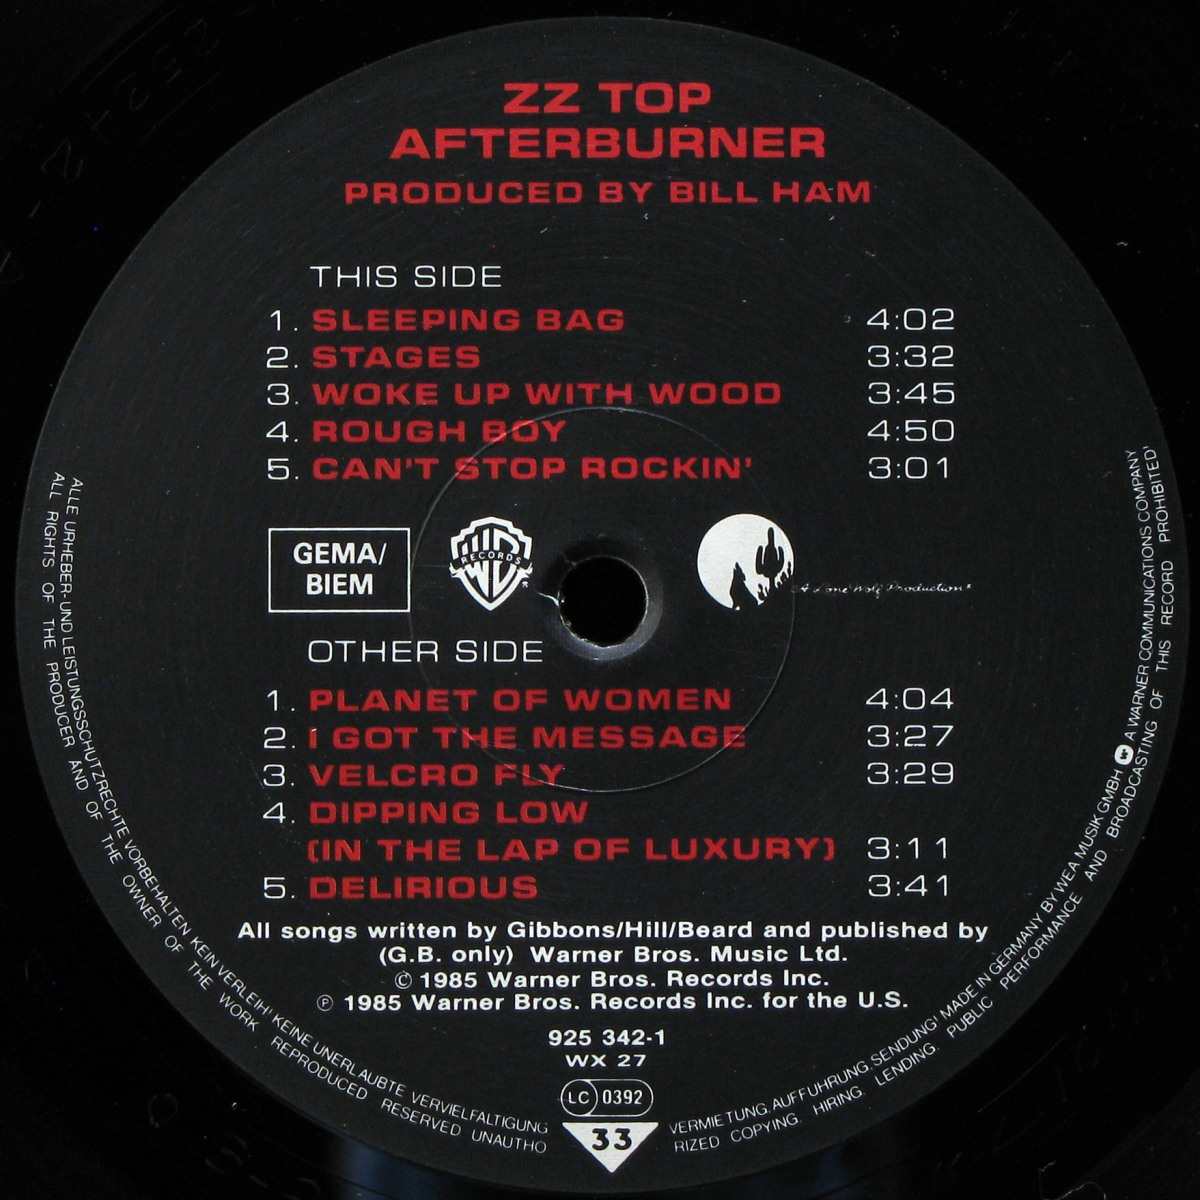 ZZ TOP
AFTERBURNER
PRODUCED BY BILL HAM
THIS SIDE
1. SLEEPING BAG 4:02
2. STAGES 3:32
3. WOKE UP WITH WOOD 3:45
4. ROUGH BOY 4:50
5. CAN'T STOP ROCKIN' 3:01
GEMA/
BIEM
W B
RECORDS
A Lone Wolf Production
OTHER SIDE
1. PLANET OF WOMEN 4:04
2. I GOT THE MESSAGE 3:27
3. VELCRO FLY 3:29
4. DIPPING LOW
(IN THE LAP OF LUXURY) 3:11
5. DELIRIOUS 3:41
All songs written by Gibbons/Hill/Beard and published by
(G.B. only) Warner Bros. Music Ltd.
© 1985 Warner Bros. Records Inc.
℗ 1985 Warner Bros. Records Inc. for the U.S.
925 342-1
WX 27
LC 0392
33
ALLE URHEBER- UND LEISTUNGSSCHUTZRECHTE VORBEHALTEN KEIN VERLEIH! KEINE UNERLAUBTE VERVIELFALTIGUNG VERMIETUNG, AUFFUHRUNG, SENDUNG! MADE IN GERMANY BY WEA MUSIK GMBH A WARNER COMMUNICATIONS COMPANY
ALL RIGHTS OF THE PRODUCER AND OF THE OWNER OF THE WORK REPRODUCED RESERVED UNAUTHORIZED COPYING. HIRING. LENDING. PUBLIC PERFORMANCE AND BROADCASTING OF THIS RECORD PROHIBITED!